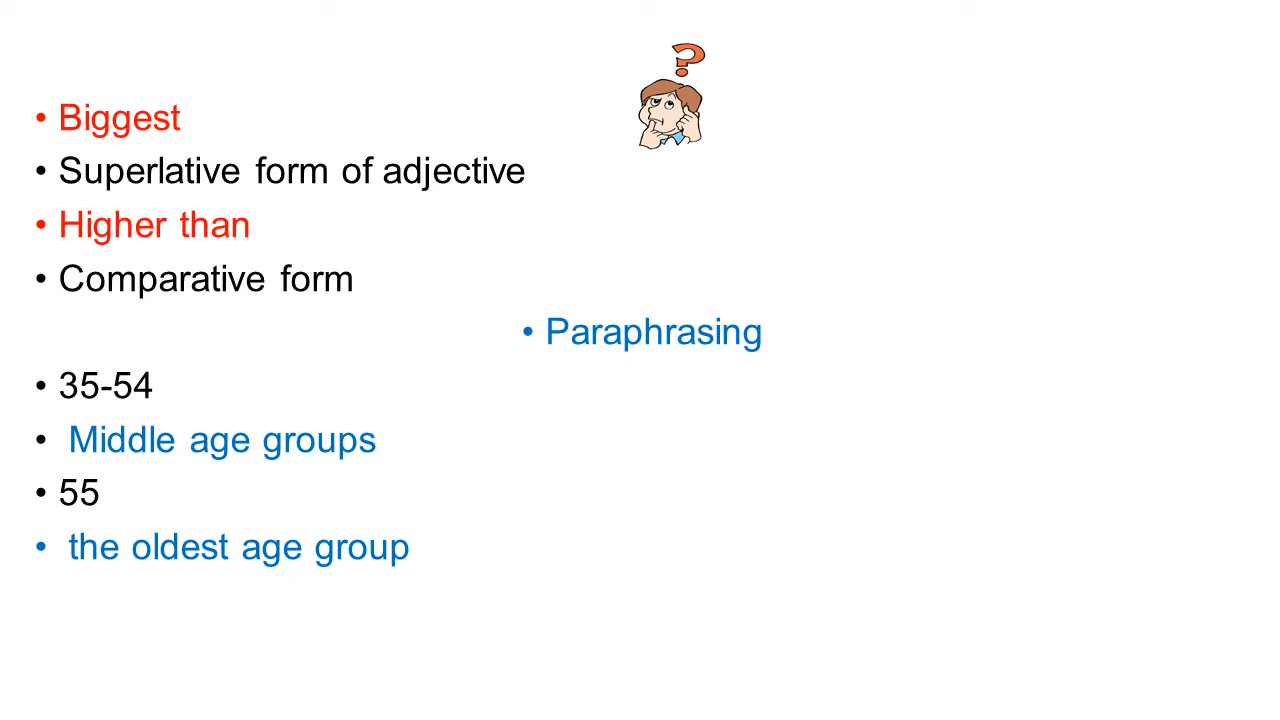 • Biggest
• Superlative form of adjective
• Higher than
• Comparative form
• Paraphrasing
• 35-54
• Middle age groups
• 55
• the oldest age group